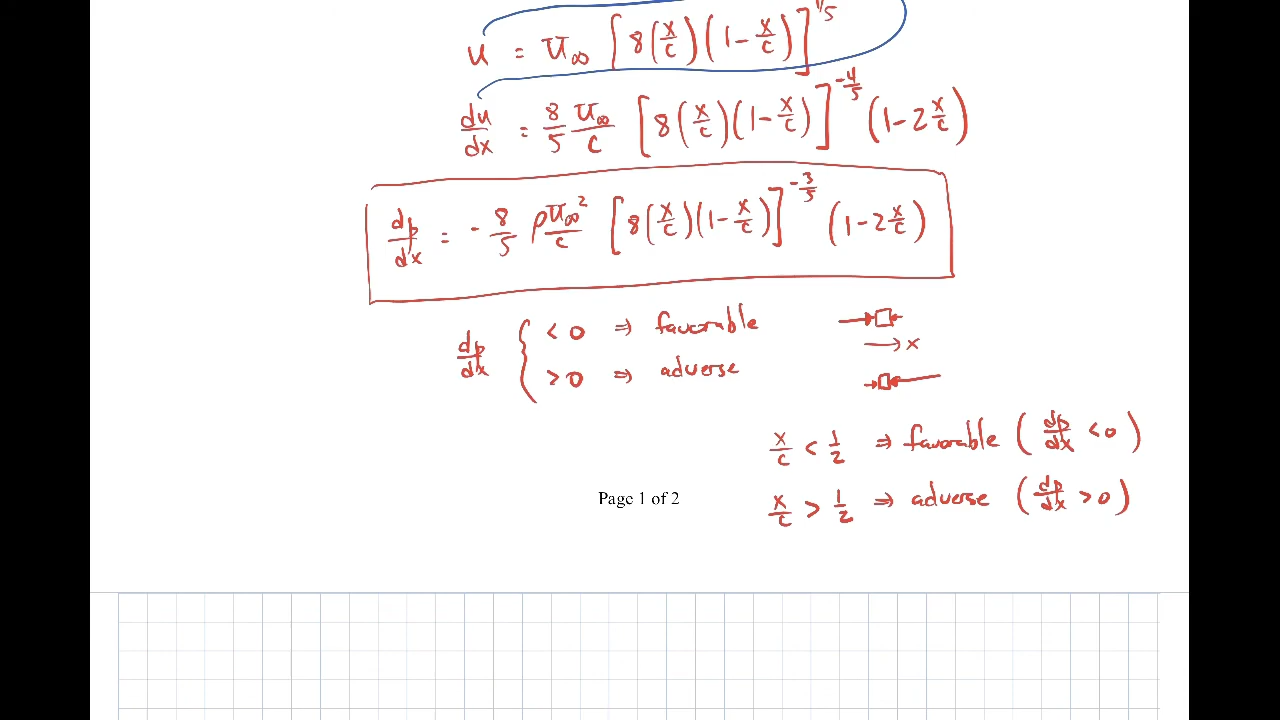 u = U∞ [8(x/c)(1-x/c)]^1/5
du/dx = 8/5 U∞/c [8(x/c)(1-x/c)]^-4/5 (1-2x/c)
dp/dx = -8/5 ρU∞²/c [8(x/c)(1-x/c)]^-3/5 (1-2x/c)
dp/dx { < 0 ⇒ favorable
> 0 ⇒ adverse
→ x
x/c < 1/2 ⇒ favorable (dp/dx < 0)
x/c > 1/2 ⇒ adverse (dp/dx > 0)
Page 1 of 2